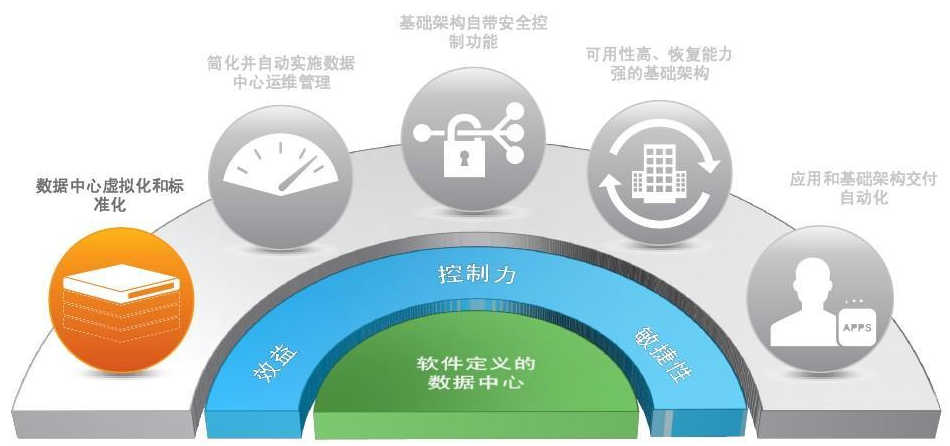 基础架构自带安全控
制功能
简化并自动实施数据
中心运维管理
可用性高、恢复能力
强的基础架构
数据中心虚拟化和标
准化
应用和基础架构交付
自动化
控制力
效益
敏捷性
软件定义的
数据中心
APPS